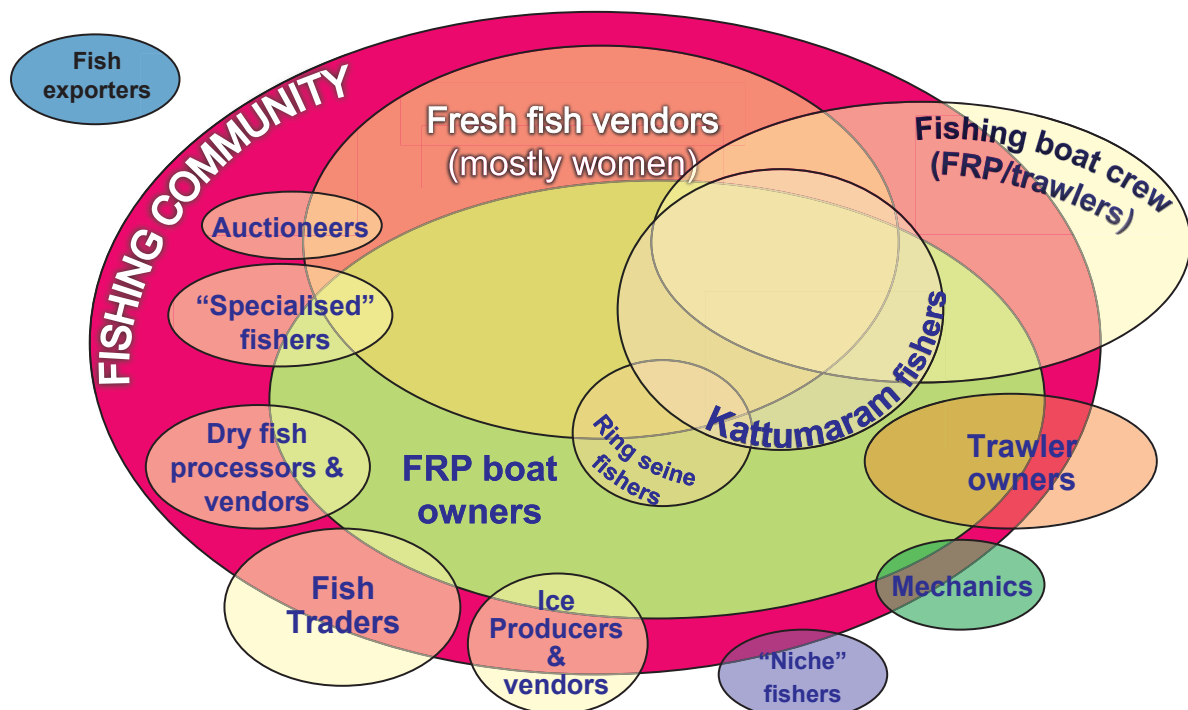 Fish
exporters
FISHING COMMUNITY
Fresh fish vendors
(mostly women)
Fishing boat crew
(FRP/trawlers)
Auctioneers
“Specialised”
fishers
Kattumaram fishers
Ring seine
fishers
Dry fish
processors &
vendors
FRP boat
owners
Trawler
owners
Fish
Traders
Ice
Producers
&
vendors
Mechanics
“Niche”
fishers